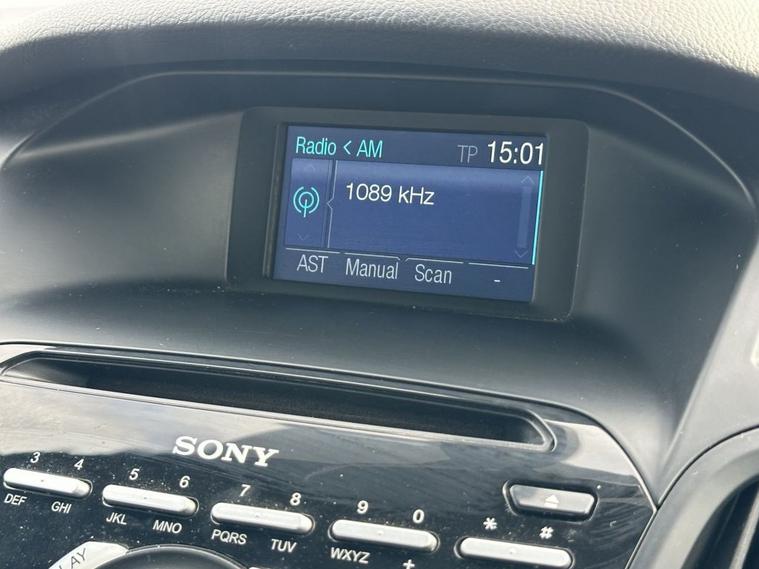 Radio < AM TP 15:01
1089 kHz
AST Manual Scan -
SONY
3 4 5 6 7 8 9 0 * #
DEF GHI JKL MNO PQRS TUV WXYZ +
LAY